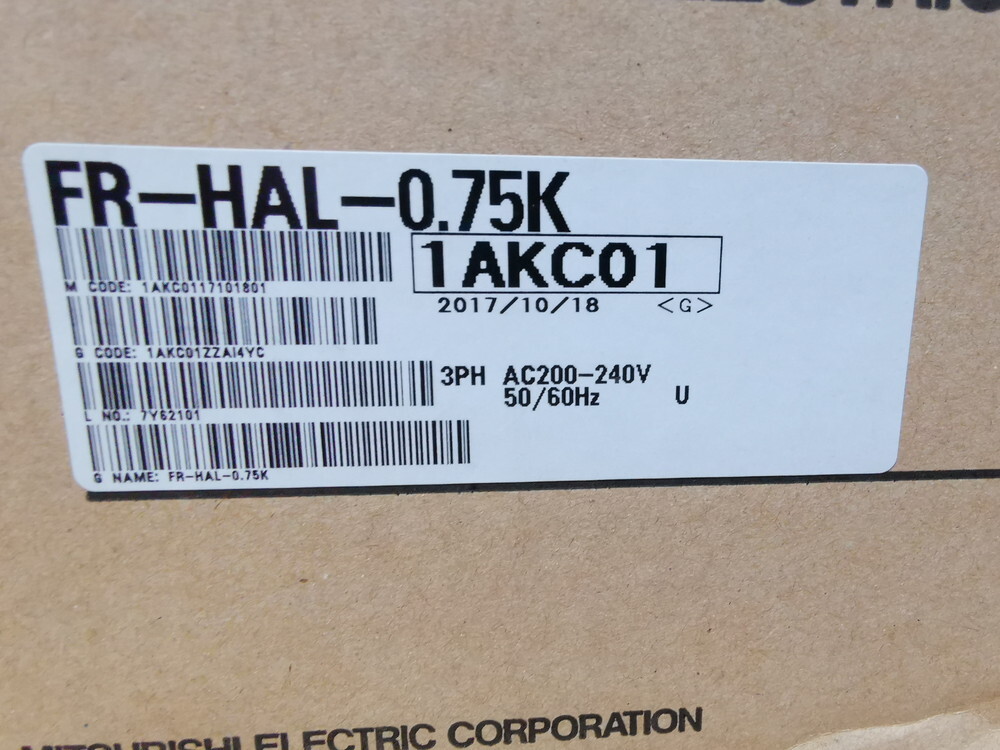 FR-HAL-0.75K
1AKC01
M CODE: 1AKC0117101801
2017/10/18 <G>
G CODE: 1AKC01ZZAI4YC
3PH AC200-240V
50/60Hz U
L NO.: 7Y62101
G NAME: FR-HAL-0.75K
MITSUBISHI ELECTRIC CORPORATION